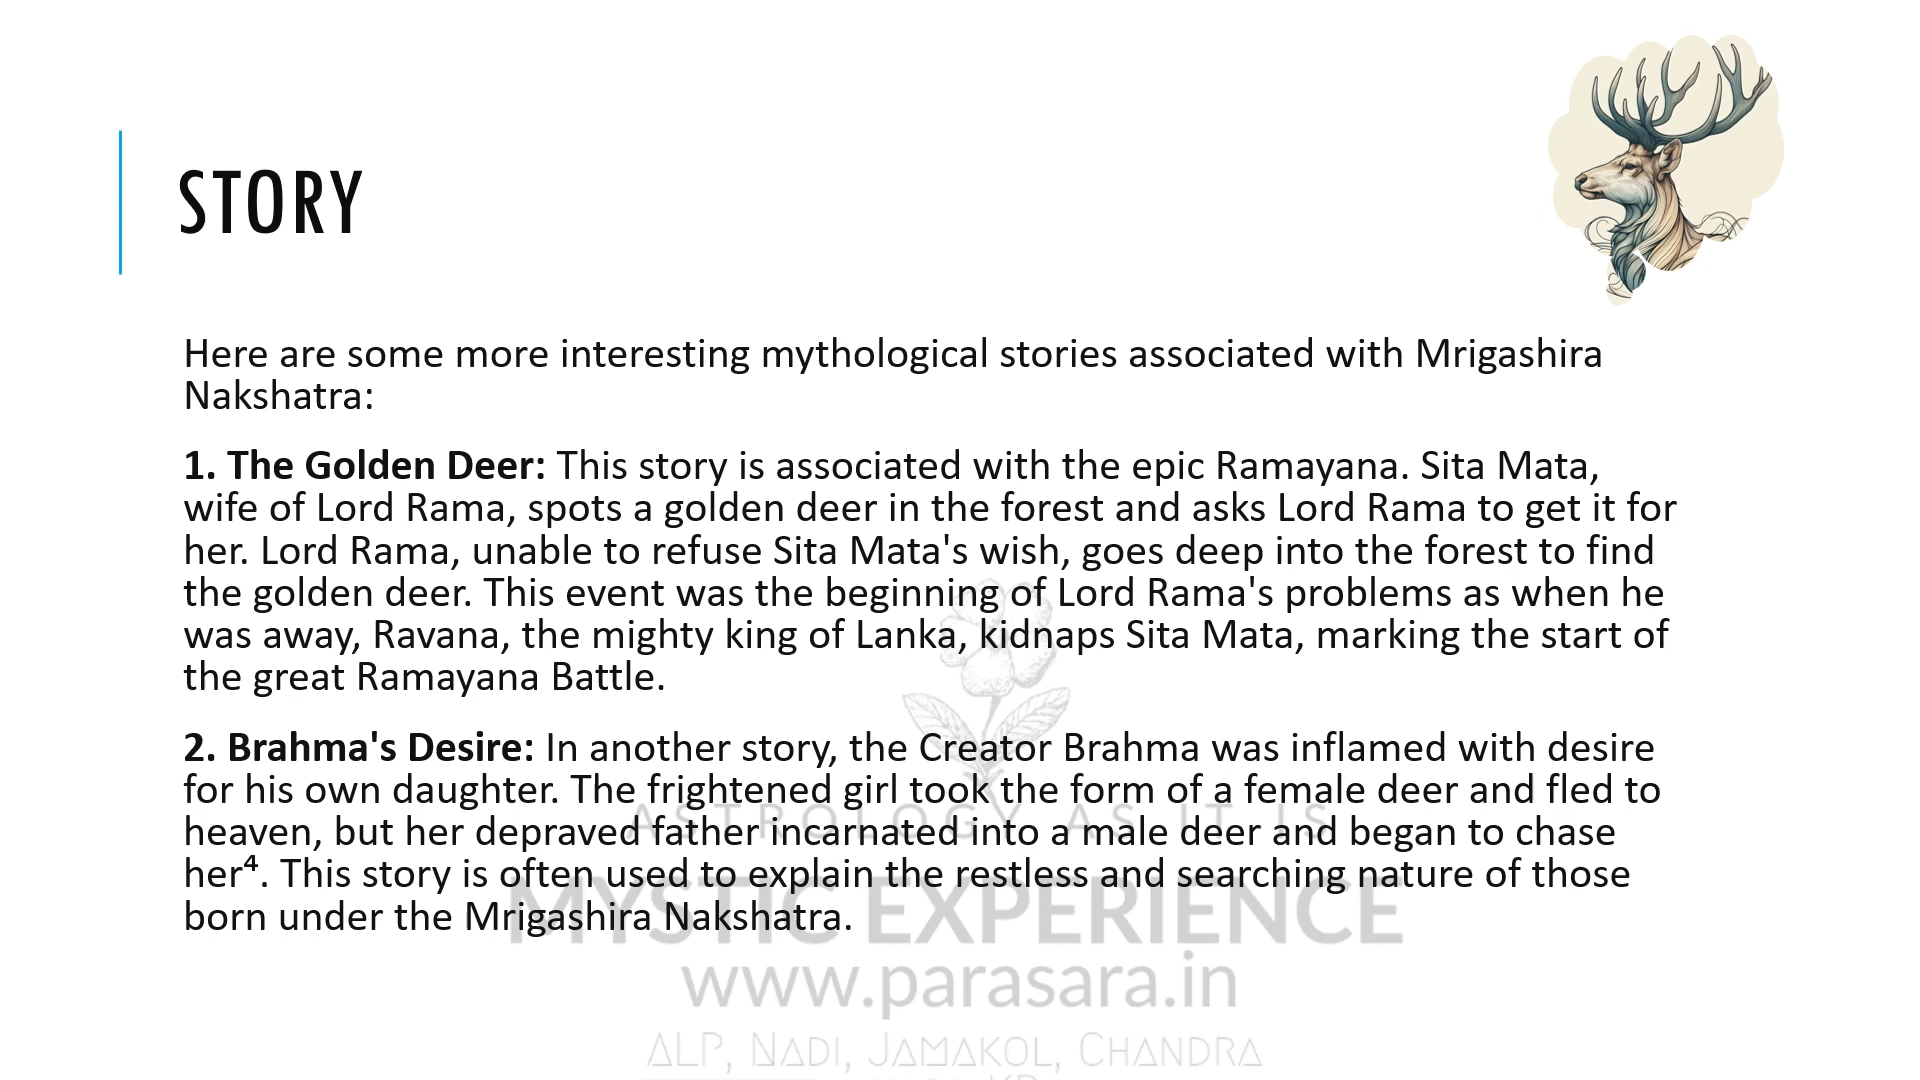 STORY
Here are some more interesting mythological stories associated with Mrigashira
Nakshatra:
1. The Golden Deer: This story is associated with the epic Ramayana. Sita Mata,
wife of Lord Rama, spots a golden deer in the forest and asks Lord Rama to get it for
her. Lord Rama, unable to refuse Sita Mata's wish, goes deep into the forest to find
the golden deer. This event was the beginning of Lord Rama's problems as when he
was away, Ravana, the mighty king of Lanka, kidnaps Sita Mata, marking the start of
the great Ramayana Battle.
2. Brahma's Desire: In another story, the Creator Brahma was inflamed with desire
for his own daughter. The frightened girl took the form of a female deer and fled to
heaven, but her depraved father incarnated into a male deer and began to chase
her⁴. This story is often used to explain the restless and searching nature of those
born under the Mrigashira Nakshatra.
ASTROLOGY AS IT IS
MYSTIC EXPERIENCE
www.parasara.in
ALP, NADI, JAMAKOL, CHANDRA